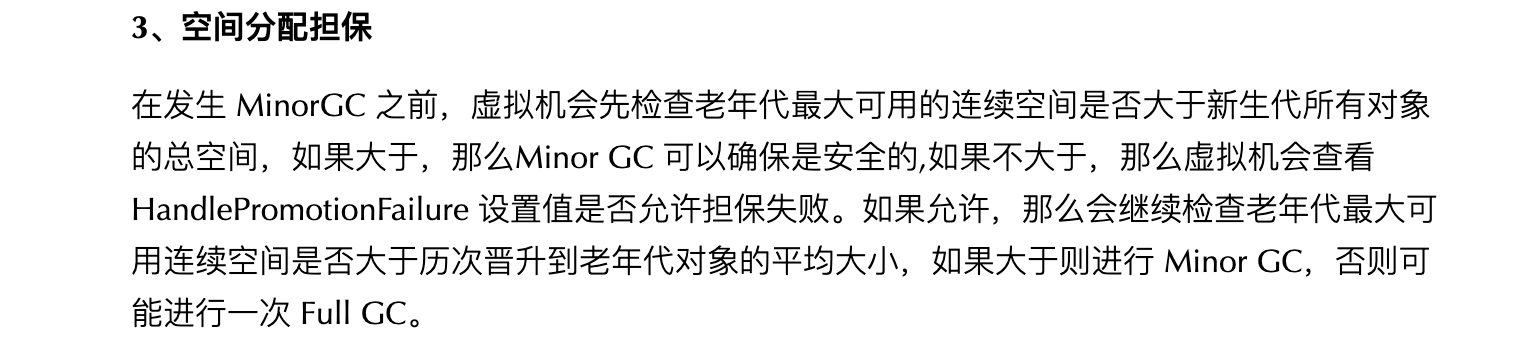 3、空间分配担保
在发生 MinorGC 之前，虚拟机会先检查老年代最大可用的连续空间是否大于新生代所有对象
的总空间，如果大于，那么Minor GC 可以确保是安全的,如果不大于，那么虚拟机会查看
HandlePromotionFailure 设置值是否允许担保失败。如果允许，那么会继续检查老年代最大可
用连续空间是否大于历次晋升到老年代对象的平均大小，如果大于则进行 Minor GC，否则可
能进行一次 Full GC。